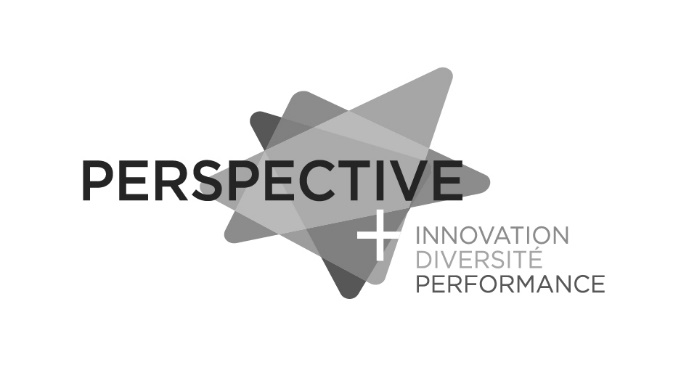 PERSPECTIVE
+
INNOVATION
DIVERSITÉ
PERFORMANCE